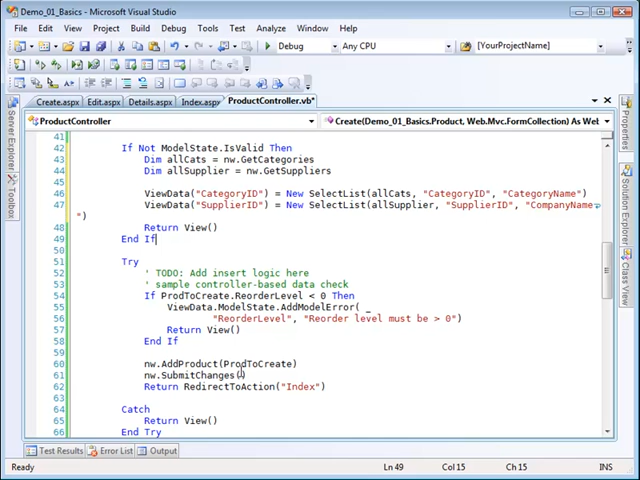 Demo_01_Basics - Microsoft Visual Studio
File Edit View Project Build Debug Data Tools Test Analyze Window Help
Debug Any CPU [YourProjectName]
Create.aspx Edit.aspx Details.aspx Index.aspx ProductController.vb*
ProductController Create(Demo_01_Basics.Product, Web.Mvc.FormCollection) As Web
Server Explorer
Toolbox
Properties
Solution Explorer
41
42 If Not ModelState.IsValid Then
43 Dim allCats = nw.GetCategories
44 Dim allSupplier = nw.GetSuppliers
45
46 ViewData("CategoryID") = New SelectList(allCats, "CategoryID", "CategoryName")
47 ViewData("SupplierID") = New SelectList(allSupplier, "SupplierID", "CompanyName
")
48 Return View()
49 End If
50
51 Try
52 ' TODO: Add insert logic here
53 ' sample controller-based data check
54 If ProdToCreate.ReorderLevel < 0 Then
55 ViewData.ModelState.AddModelError( _
56 "ReorderLevel", "Reorder level must be > 0")
57 Return View()
58 End If
59
60 nw.AddProduct(ProdToCreate)
61 nw.SubmitChanges()
62 Return RedirectToAction("Index")
63
64 Catch
65 Return View()
66 End Try
Test Results Error List Output
Ready Ln 49 Col 15 Ch 15 INS